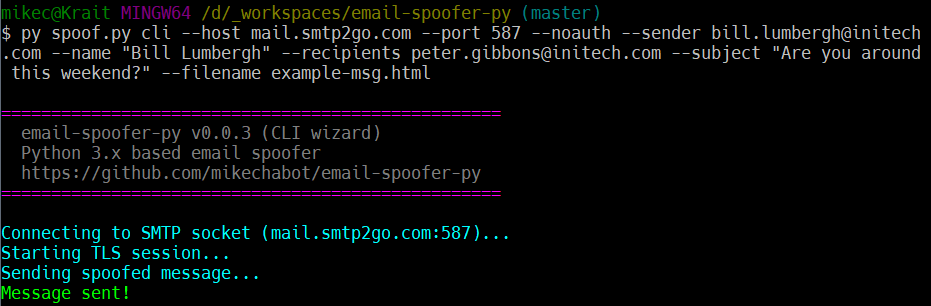 mikec@Krait MINGW64 /d/_workspaces/email-spoofer-py (master)
$ py spoof.py cli --host mail.smtp2go.com --port 587 --noauth --sender bill.lumbergh@initech
.com --name "Bill Lumbergh" --recipients peter.gibbons@initech.com --subject "Are you around
 this weekend?" --filename example-msg.html
==================================================
  email-spoofer-py v0.0.3 (CLI wizard)
  Python 3.x based email spoofer
  https://github.com/mikechabot/email-spoofer-py
==================================================
Connecting to SMTP socket (mail.smtp2go.com:587)...
Starting TLS session...
Sending spoofed message...
Message sent!